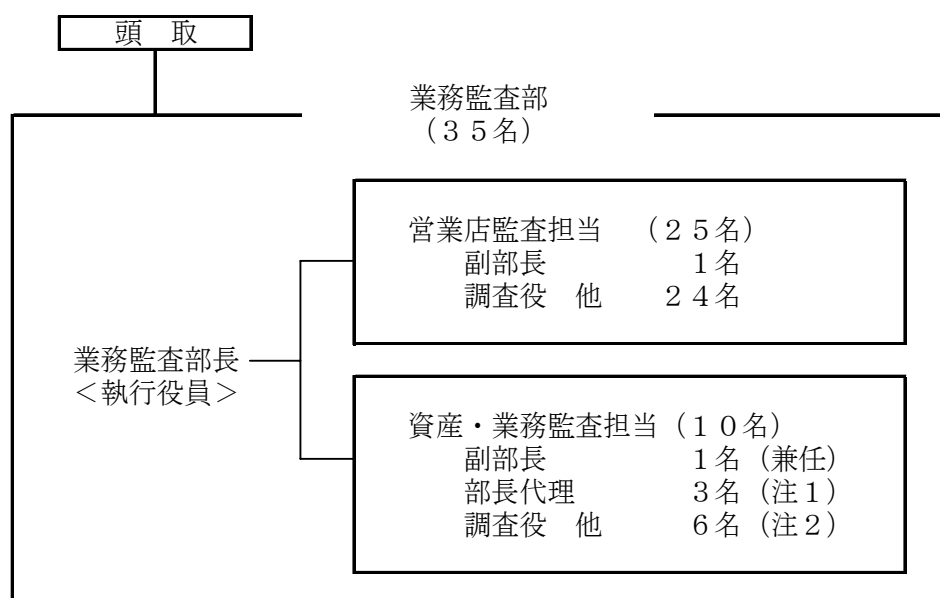 頭　取
業務監査部
（３５名）
営業店監査担当　（２５名）
副部長　１名
調査役　他　２４名
業務監査部長
＜執行役員＞
資産・業務監査担当（１０名）
副部長　１名（兼任）
部長代理　３名（注１）
調査役　他　６名（注２）